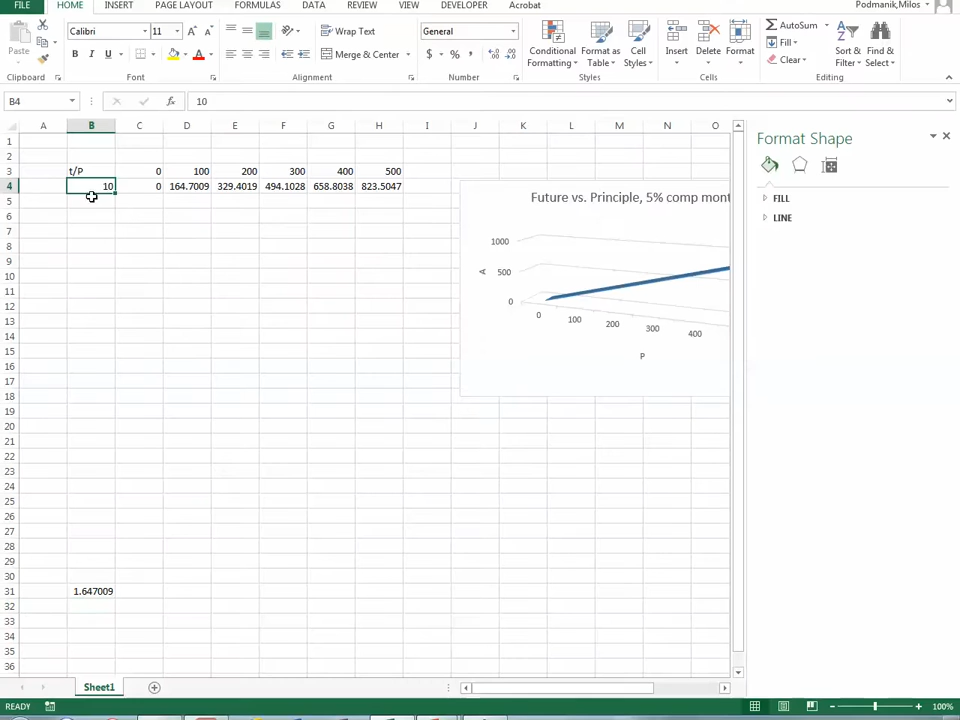 FILE HOME INSERT PAGE LAYOUT FORMULAS DATA REVIEW VIEW DEVELOPER Acrobat Podmanik,Milos
Paste
Calibri 11
B I U
A A
A
Wrap Text
Merge & Center
General
$ % ,
Conditional Formatting
Format as Table
Cell Styles
Insert Delete Format
AutoSum
Fill
Clear
Sort & Filter
Find & Select
Clipboard Font Alignment Number Styles Cells Editing
B4 fx 10
A B C D E F G H I J K L M N O
1
2
3 t/P 0 100 200 300 400 500
4 10 0 164.7009 329.4019 494.1028 658.8038 823.5047
5
6
7
8
9
10
11
12
13
14
15
16
17
18
19
20
21
22
23
24
25
26
27
28
29
30
31 1.647009
32
33
34
35
36
Future vs. Principle, 5% comp mont
1000
500
0
A
0 100 200 300 400
P
Format Shape
FILL
LINE
Sheet1
READY 100%